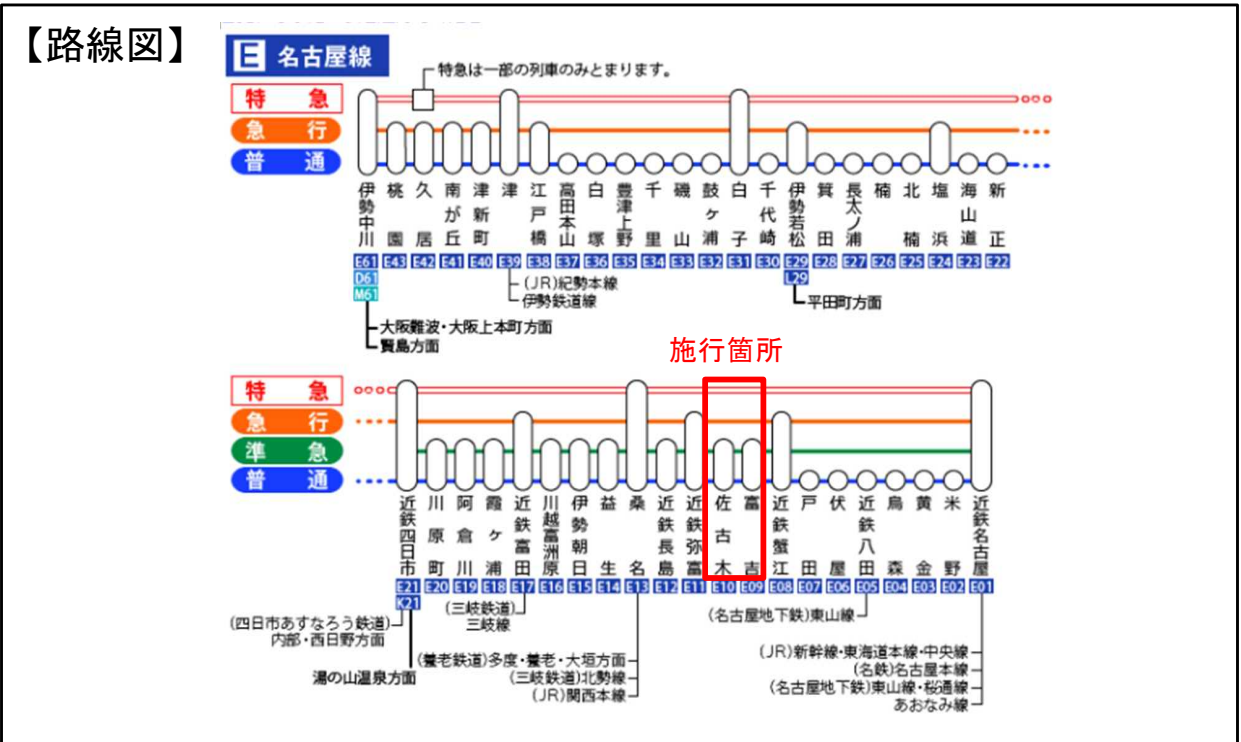 【路線図】
E 名古屋線
特急は一部の列車のみとまります。
特急
急行
普通
伊勢中川 桃園 久居 南が丘 津新町 津 江戸橋 高田本山 白塚 豊津上野 千里 磯山 鼓ヶ浦 白子 千代崎 伊勢若松 箕田 長太ノ浦 楠 北楠 塩浜 海山道 新正
E61 E43 E42 E41 E40 E39 E38 E37 E36 E35 E34 E33 E32 E31 E30 E29 E28 E27 E26 E25 E24 E23 E22
D61 L29
M61
(JR)紀勢本線
伊勢鉄道線
平田町方面
大阪難波・大阪上本町方面
賢島方面
施行箇所
特急
急行
準急
普通
近鉄四日市 川原町 阿倉川 霞ヶ浦 近鉄富田 川越富洲原 伊勢朝日 益生 桑名 近鉄長島 近鉄弥富 佐古木 富吉 近鉄蟹江 戸田 伏屋 近鉄八田 烏森 黄金 米野 近鉄名古屋
E21 E20 E19 E18 E17 E16 E15 E14 E13 E12 E11 E10 E09 E08 E07 E06 E05 E04 E03 E02 E01
K21
(四日市あすなろう鉄道)
内部・西日野方面
湯の山温泉方面
(三岐鉄道)
三岐線
(養老鉄道)多度・養老・大垣方面
(三岐鉄道)北勢線
(JR)関西本線
(名古屋地下鉄)東山線
(JR)新幹線・東海道本線・中央線
(名鉄)名古屋本線
(名古屋地下鉄)東山線・桜通線
あおなみ線